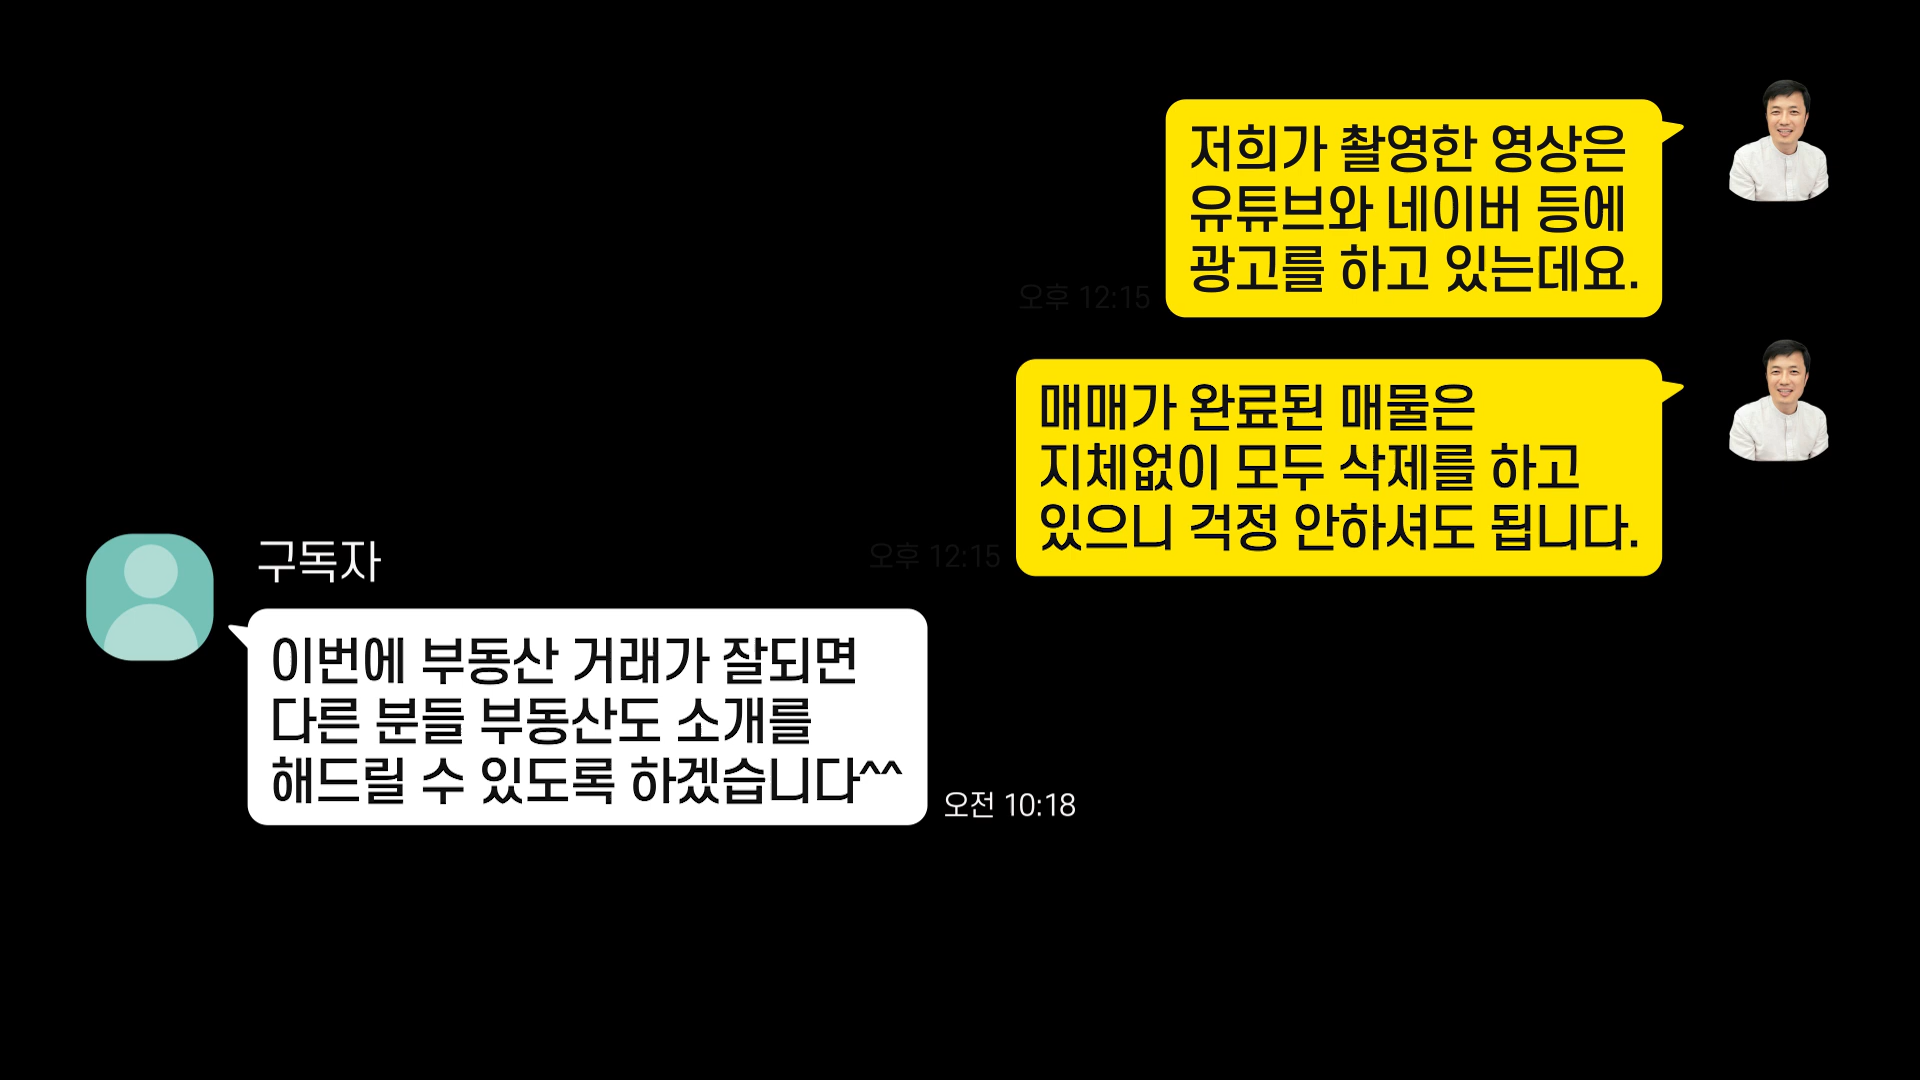 저희가 촬영한 영상은
유튜브와 네이버 등에
광고를 하고 있는데요.
오후 12:15
매매가 완료된 매물은
지체없이 모두 삭제를 하고
있으니 걱정 안하셔도 됩니다.
오후 12:15
구독자
이번에 부동산 거래가 잘되면
다른 분들 부동산도 소개를
해드릴 수 있도록 하겠습니다^^
오전 10:18